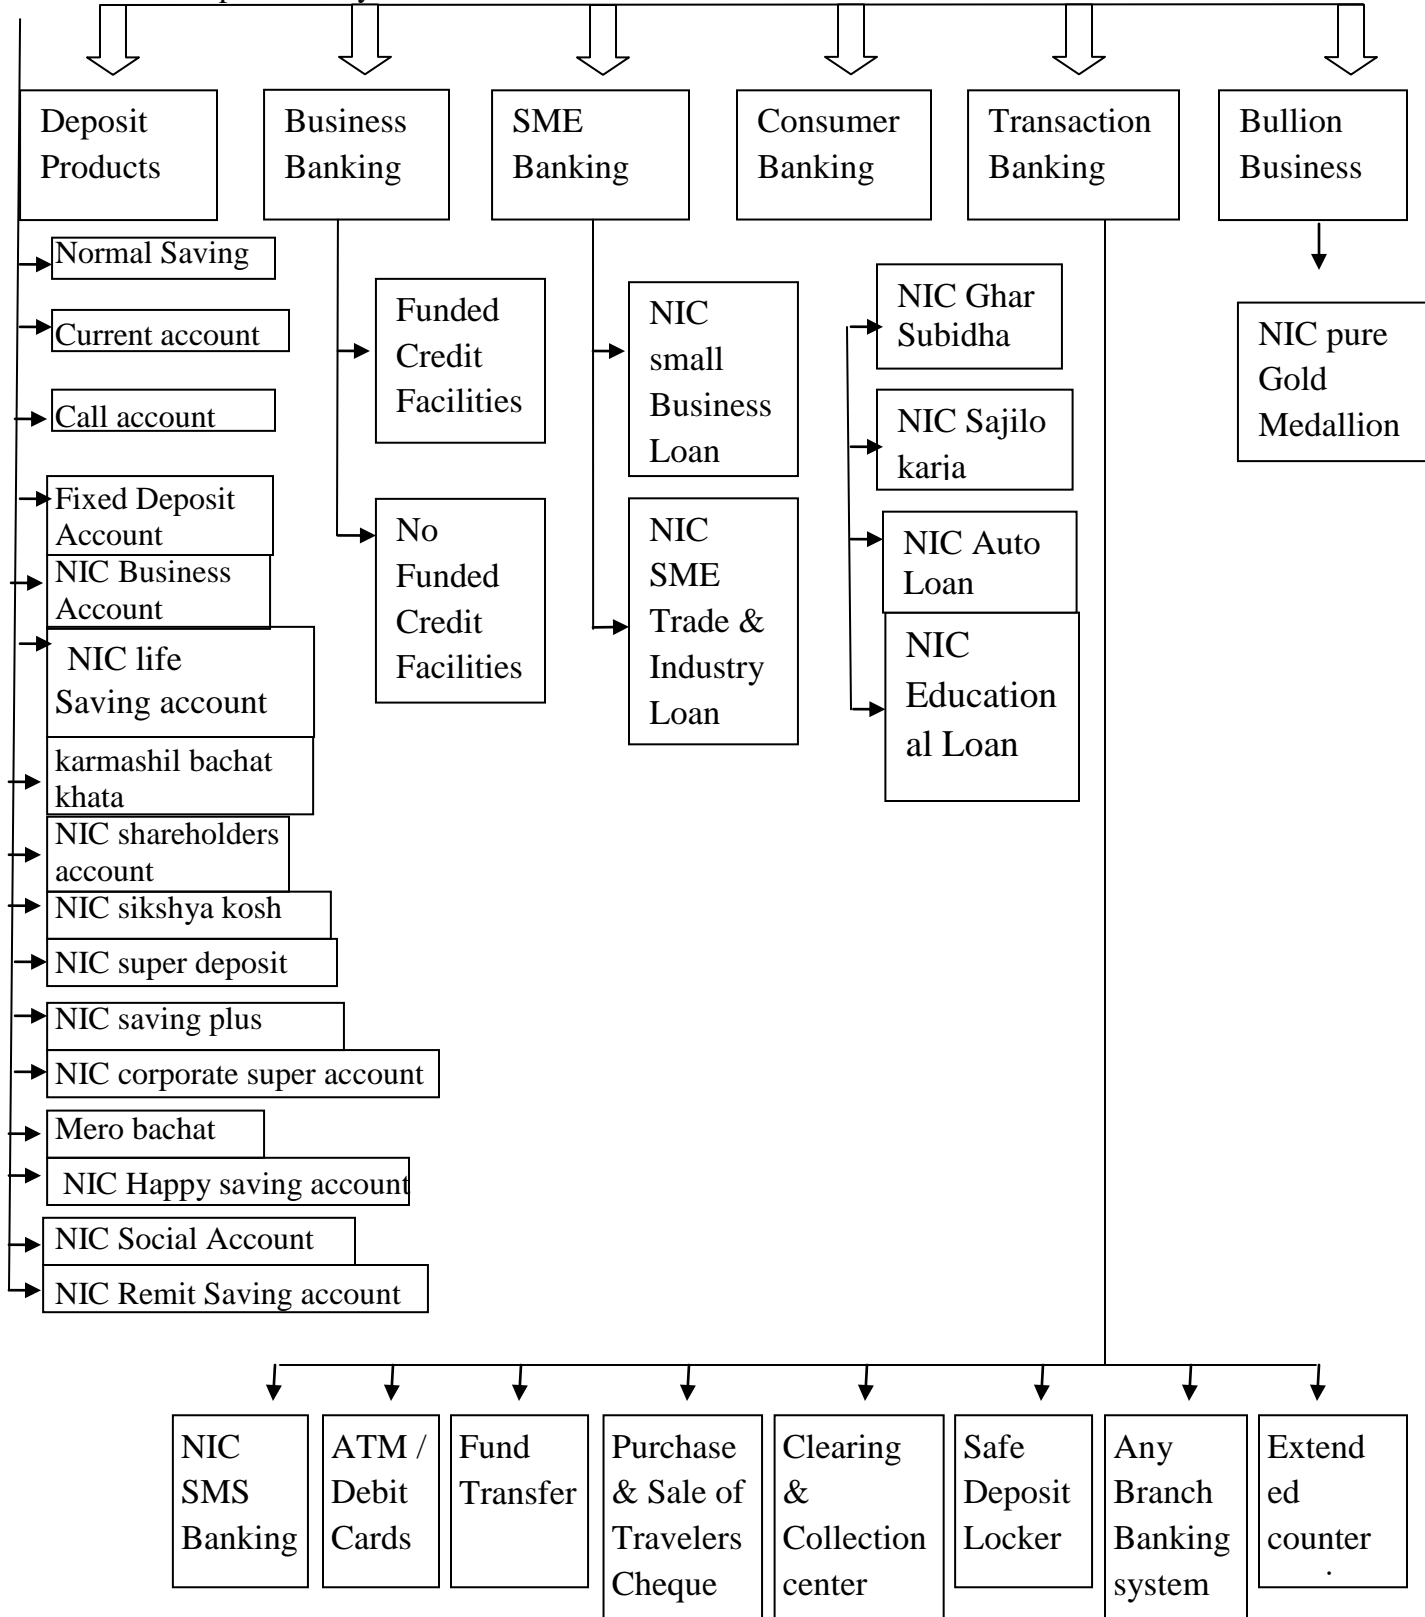 Deposit
Products
Business
Banking
SME
Banking
Consumer
Banking
Transaction
Banking
Bullion
Business
Normal Saving
Current account
Call account
Fixed Deposit
Account
NIC Business
Account
NIC life
Saving account
karmashil bachat
khata
NIC shareholders
account
NIC sikshya kosh
NIC super deposit
NIC saving plus
NIC corporate super account
Mero bachat
NIC Happy saving account
NIC Social Account
NIC Remit Saving account
Funded
Credit
Facilities
No
Funded
Credit
Facilities
NIC
small
Business
Loan
NIC
SME
Trade &
Industry
Loan
NIC Ghar
Subidha
NIC Sajilo
karja
NIC Auto
Loan
NIC
Education
al Loan
NIC pure
Gold
Medallion
NIC
SMS
Banking
ATM /
Debit
Cards
Fund
Transfer
Purchase
& Sale of
Travelers
Cheque
Clearing
&
Collection
center
Safe
Deposit
Locker
Any
Branch
Banking
system
Extend
ed
counter